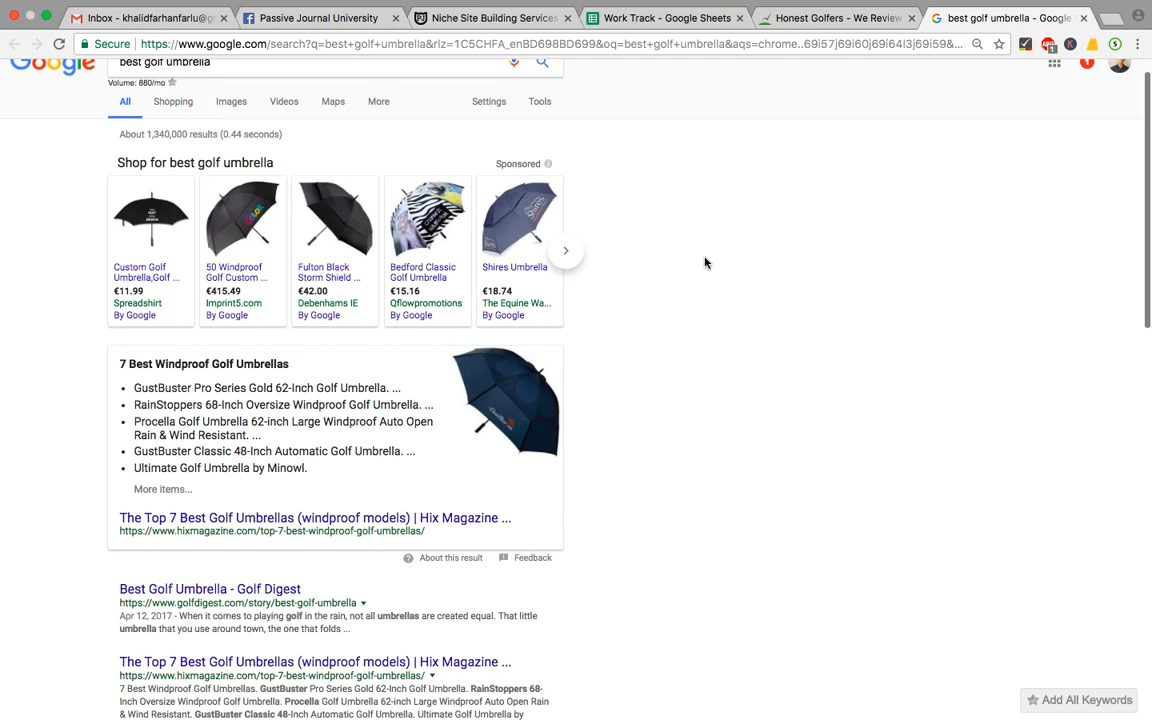 Inbox - khalidfarhanfarlu@g
Passive Journal University
Niche Site Building Services
Work Track - Google Sheets
Honest Golfers - We Review
best golf umbrella - Google
Secure https://www.google.com/search?q=best+golf+umbrella&rlz=1C5CHFA_enBD698BD699&oq=best+golf+umbrella&aqs=chrome..69i57j69i60j69i64l3j69i59&...
Google
best golf umbrella
Volume: 880/mo
All Shopping Images Videos Maps More Settings Tools
About 1,340,000 results (0.44 seconds)
Shop for best golf umbrella
Sponsored
Custom Golf
Umbrella,Golf ...
€11.99
Spreadshirt
By Google
50 Windproof
Golf Custom ...
€415.49
Imprint5.com
By Google
Fulton Black
Storm Shield ...
€42.00
Debenhams IE
By Google
Bedford Classic
Golf Umbrella
€15.16
Qflowpromotions
By Google
Shires Umbrella
€18.74
The Equine Wa...
By Google
7 Best Windproof Golf Umbrellas
• GustBuster Pro Series Gold 62-Inch Golf Umbrella. ...
• RainStoppers 68-Inch Oversize Windproof Golf Umbrella. ...
• Procella Golf Umbrella 62-inch Large Windproof Auto Open
Rain & Wind Resistant. ...
• GustBuster Classic 48-Inch Automatic Golf Umbrella. ...
• Ultimate Golf Umbrella by Minowl.
More items...
The Top 7 Best Golf Umbrellas (windproof models) | Hix Magazine ...
https://www.hixmagazine.com/top-7-best-windproof-golf-umbrellas/
About this result Feedback
Best Golf Umbrella - Golf Digest
https://www.golfdigest.com/story/best-golf-umbrella
Apr 12, 2017 - When it comes to playing golf in the rain, not all umbrellas are created equal. That little
umbrella that you use around town, the one that folds ...
The Top 7 Best Golf Umbrellas (windproof models) | Hix Magazine ...
https://www.hixmagazine.com/top-7-best-windproof-golf-umbrellas/
7 Best Windproof Golf Umbrellas. GustBuster Pro Series Gold 62-Inch Golf Umbrella. RainStoppers 68-
Inch Oversize Windproof Golf Umbrella. Procella Golf Umbrella 62-inch Large Windproof Auto Open
Rain & Wind Resistant. GustBuster Classic 48-Inch Automatic Golf Umbrella. Ultimate Golf Umbrella by
Add All Keywords